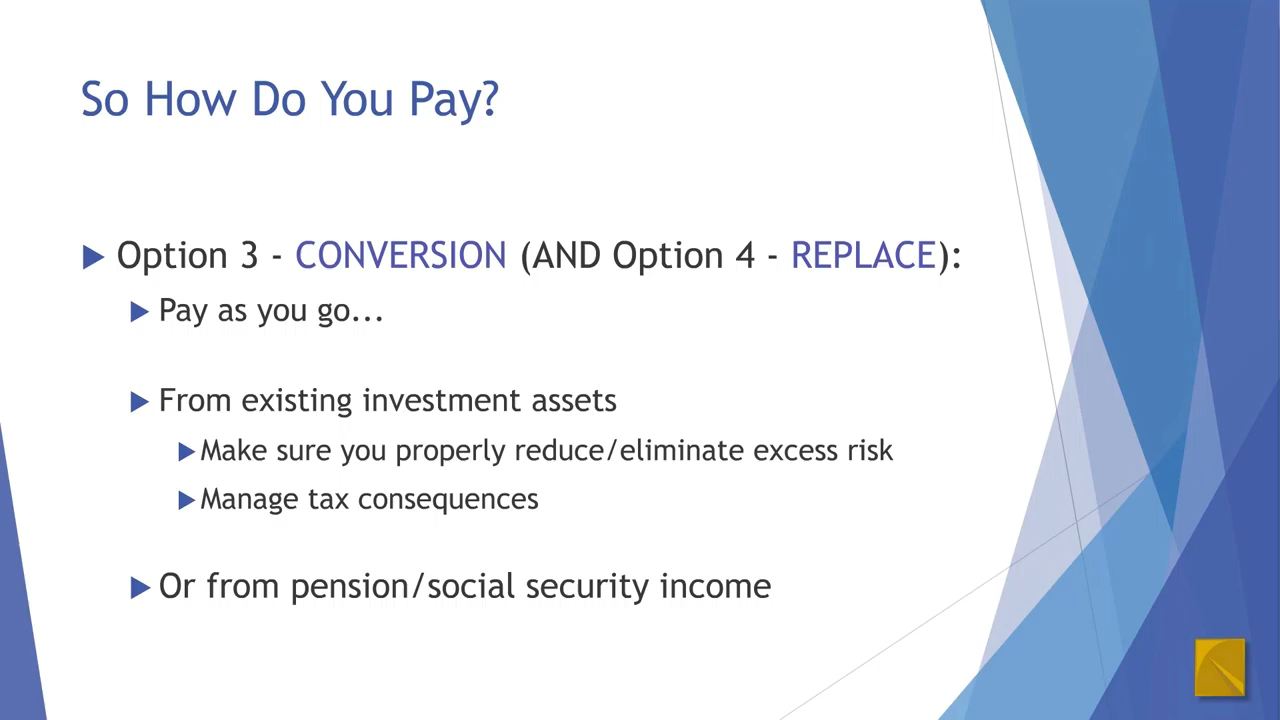 So How Do You Pay?
Option 3 - CONVERSION (AND Option 4 - REPLACE):
Pay as you go...
From existing investment assets
Make sure you properly reduce/eliminate excess risk
Manage tax consequences
Or from pension/social security income